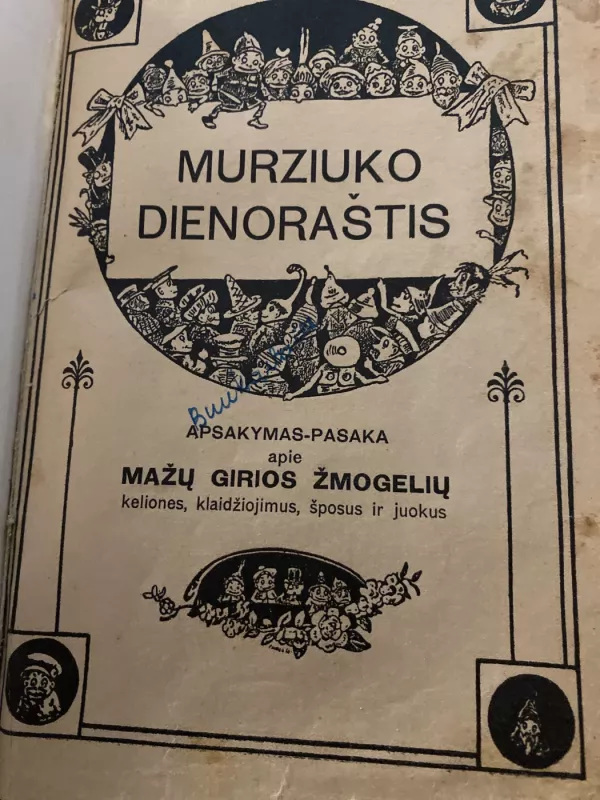 MURZIUKO
DIENORAŠTIS
APSAKYMAS-PASAKA
apie
MAŽŲ GIRIOS ŽMOGELIŲ
keliones, klaidžiojimus, šposus ir juokus